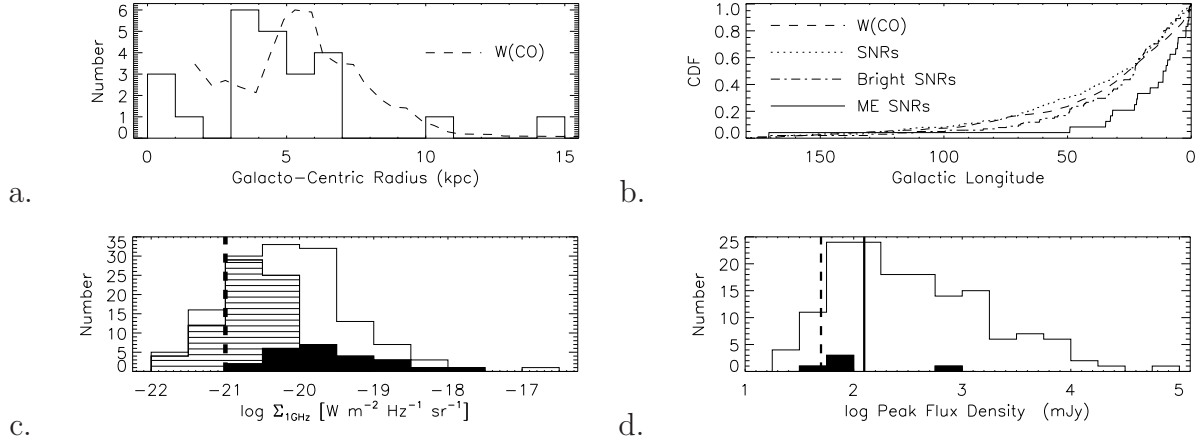 6
5
4
3
2
1
0
Number
W(CO)
0 5 10 15
Galacto-Centric Radius (kpc)
a.
1.0
0.8
0.6
0.4
0.2
0.0
CDF
W(CO)
SNRs
Bright SNRs
ME SNRs
150 100 50 0
Galactic Longitude
b.
35
30
25
20
15
10
5
0
Number
-22 -21 -20 -19 -18 -17
log Σ1GHz [W m−2 Hz−1 sr−1]
c.
25
20
15
10
5
0
Number
1 2 3 4 5
log Peak Flux Density (mJy)
d.